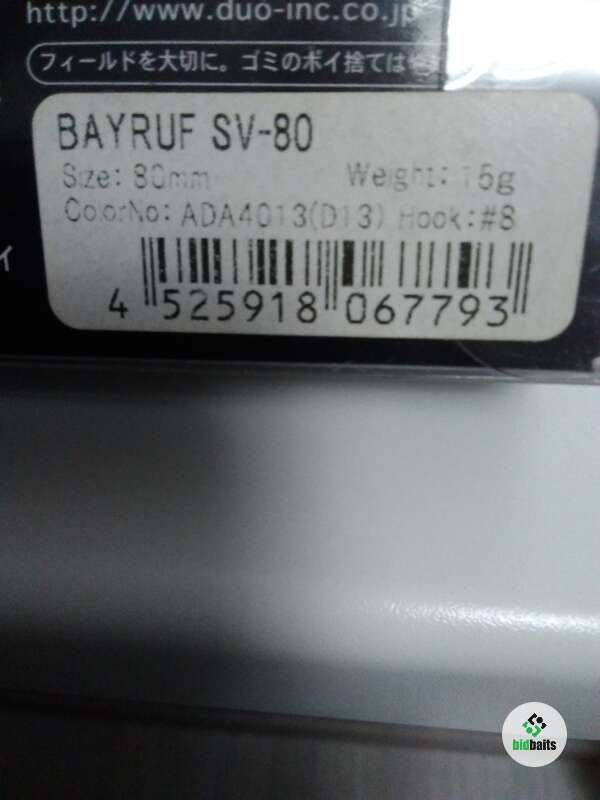 http://www.duo-inc.co.jp
フィールドを大切に。ゴミのポイ捨ては
BAYRUF SV-80
Size: 80mm Weight: 15g
ColorNo: ADA4013(D13) Hook:#8
ィ
4 525918 067793
bidbaits